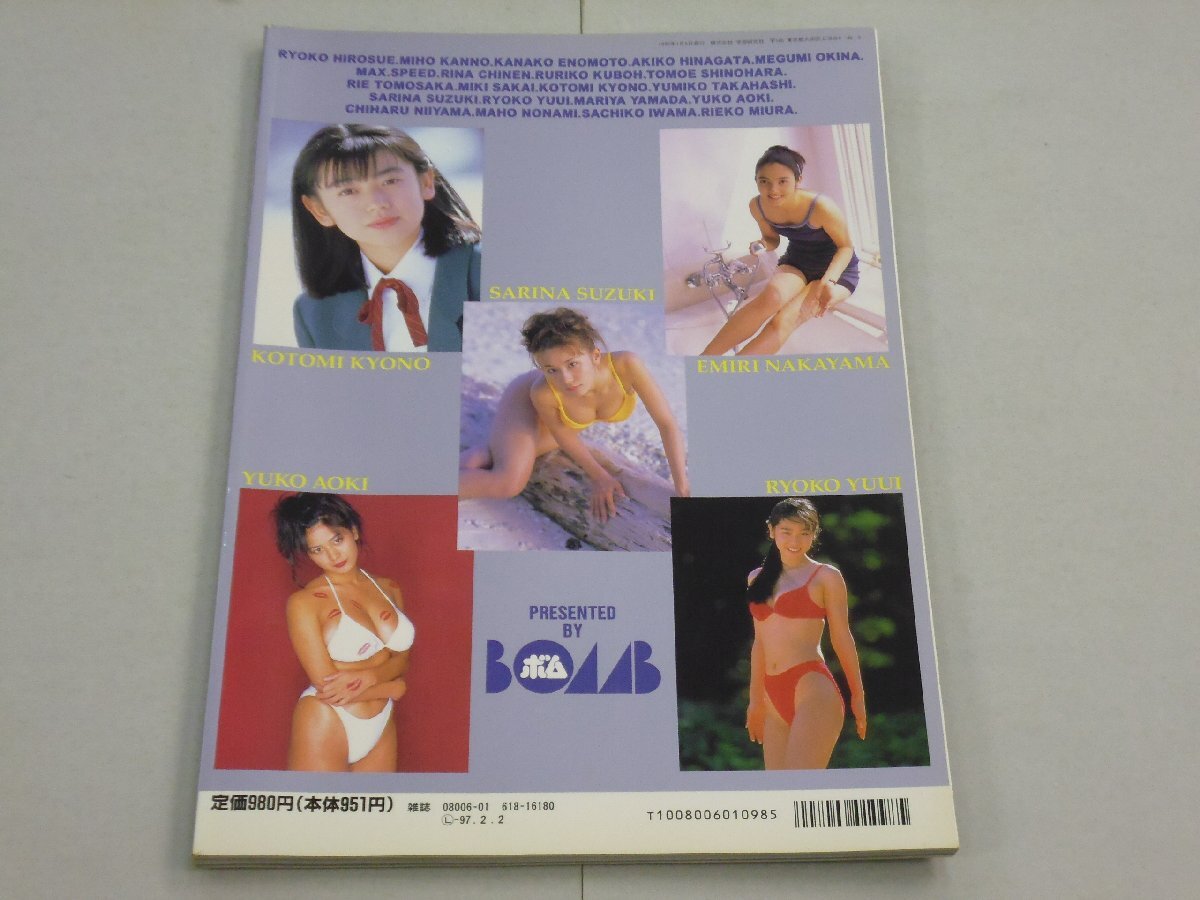 RYOKO HIROSUE.MIHO KANNO.KANAKO ENOMOTO.AKIKO HINAGATA.MEGUMI OKINA.
MAX.SPEED.RINA CHINEN.RURIKO KUBOH.TOMOE SHINOHARA.
RIE TOMOSAKA.MIKI SAKAI.KOTOMI KYONO.YUMIKO TAKAHASHI.
SARINA SUZUKI.RYOKO YUUI.MARIYA YAMADA.YUKO AOKI.
CHIHARU NIIYAMA.MAHO NONAMI.SACHIKO IWAMA.RIEKO MIURA.
SARINA SUZUKI
KOTOMI KYONO
EMIRI NAKAYAMA
YUKO AOKI
RYOKO YUUI
PRESENTED
BY
BOMB
ボム
定価980円(本体951円)
雑誌 08006-01 618-16180
Ⓛ-97.2.2
T1008006010985